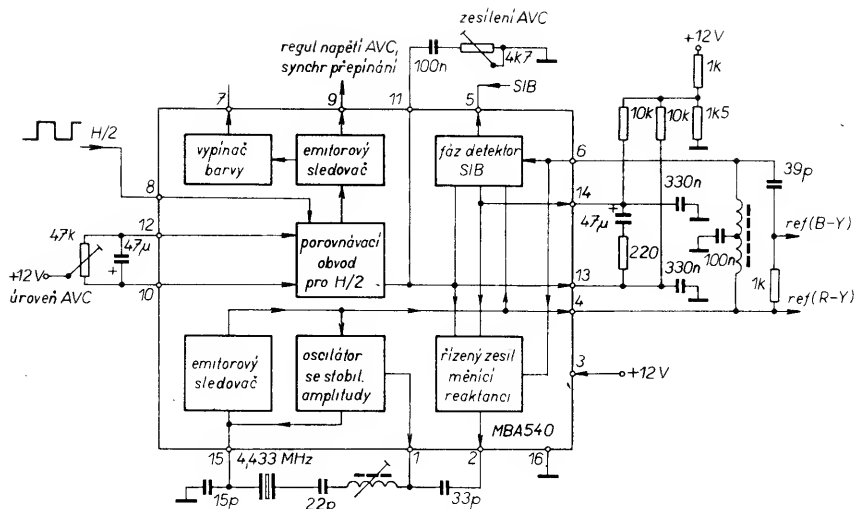 zesílení AVC
regul napětí AVC,
synchr přepínání
100n
4k7
+12V
1k
7
9
11
5
SIB
10k
10k
1k5
H/2
vypínač
barvy
emitorový
sledovač
fáz detektor
SIB
6
39p
8
14
330n
47k
12
47µ
+
porovnávací
obvod
pro H/2
47µ
+
220
100n
ref(B-Y)
+12V
úroveň AVC
10
13
330n
4
1k
ref(R-Y)
emitorový
sledovač
oscilátor
se stobil.
amplitudy
řízený zesil
měnící
reaktanci
3
+12V
MBA540
15
4,433 MHz
1
2
16
15p
22p
33p